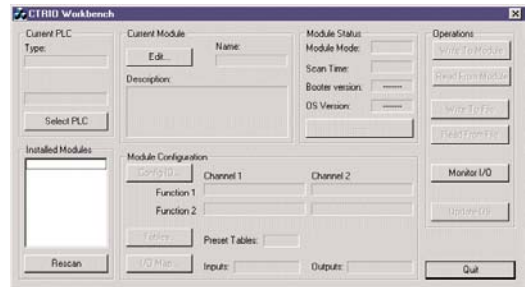 CTRIO Workbench
Current PLC
Type:
Select PLC
Installed Modules
Rescan
Current Module
Edit...
Name:
Description:
Module Status
Module Mode:
Scan Time:
Booter version: -------
OS Version: -------
Module Configuration
Config IO...
Channel 1
Channel 2
Function 1
Function 2
Tables...
Preset Tables:
I/O Map...
Inputs:
Outputs:
Operations
Write To Module
Read From Module
Write To File
Read From File
Monitor I/O
Quit